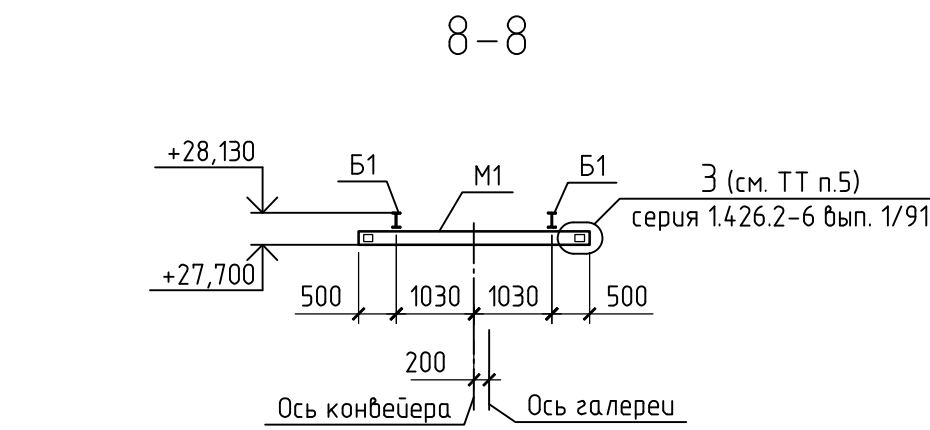 8-8
+28,130
Б1
М1
Б1
3 (см. ТТ п.5)
серия 1.426.2-6 вып. 1/91
+27,700
500
1030
1030
500
200
Ось конвейера
Ось галереи